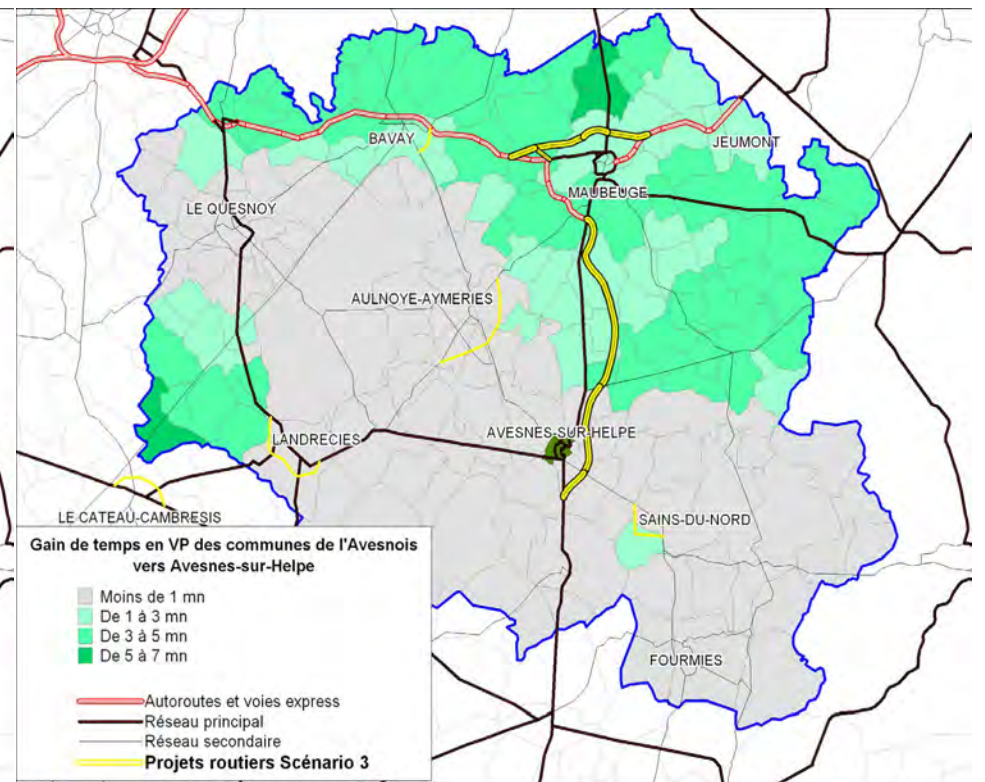 BAVAY
JEUMONT
MAUBEUGE
LE QUESNOY
AULNOYE-AYMERIES
AVESNES-SUR-HELPE
LANDRECIES
LE CATEAU-CAMBRESIS
SAINS-DU-NORD
FOURMIES
Gain de temps en VP des communes de l'Avesnois
vers Avesnes-sur-Helpe
Moins de 1 mn
De 1 à 3 mn
De 3 à 5 mn
De 5 à 7 mn
Autoroutes et voies express
Réseau principal
Réseau secondaire
Projets routiers Scénario 3